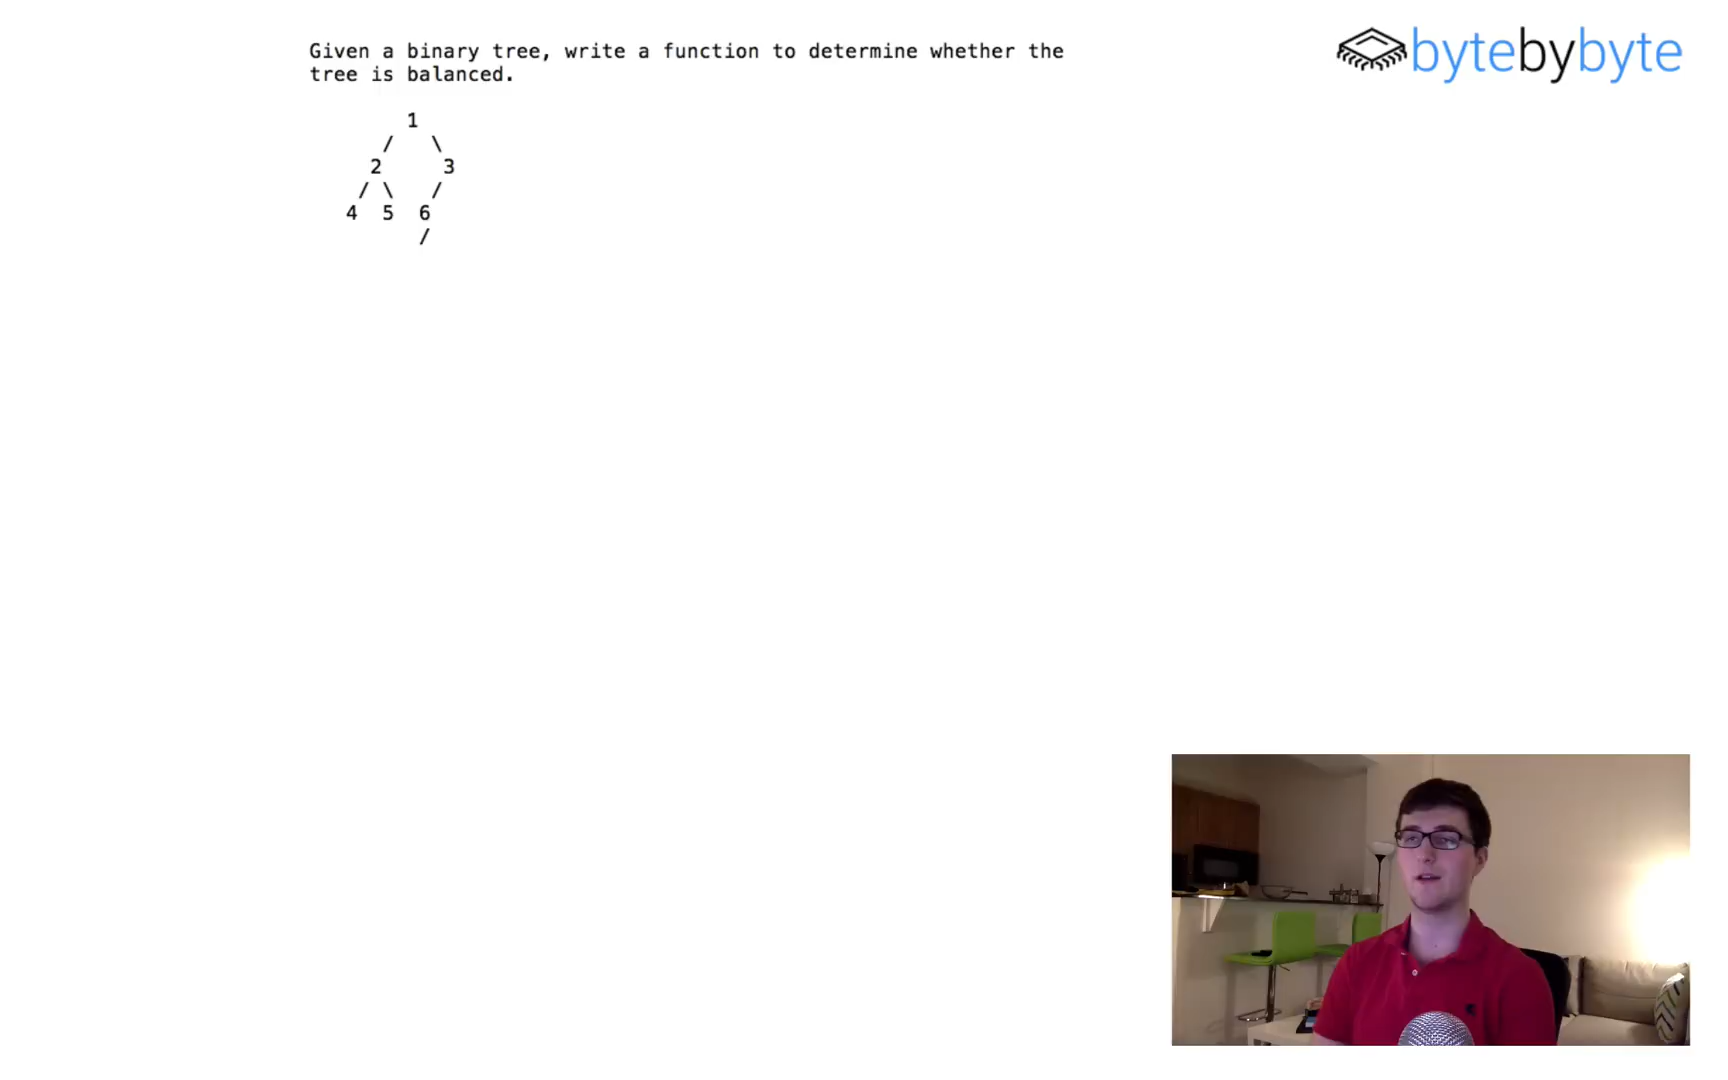 Given a binary tree, write a function to determine whether the
tree is balanced.
bytebybyte
1
/ \
2 3
/ \ /
4 5 6
/